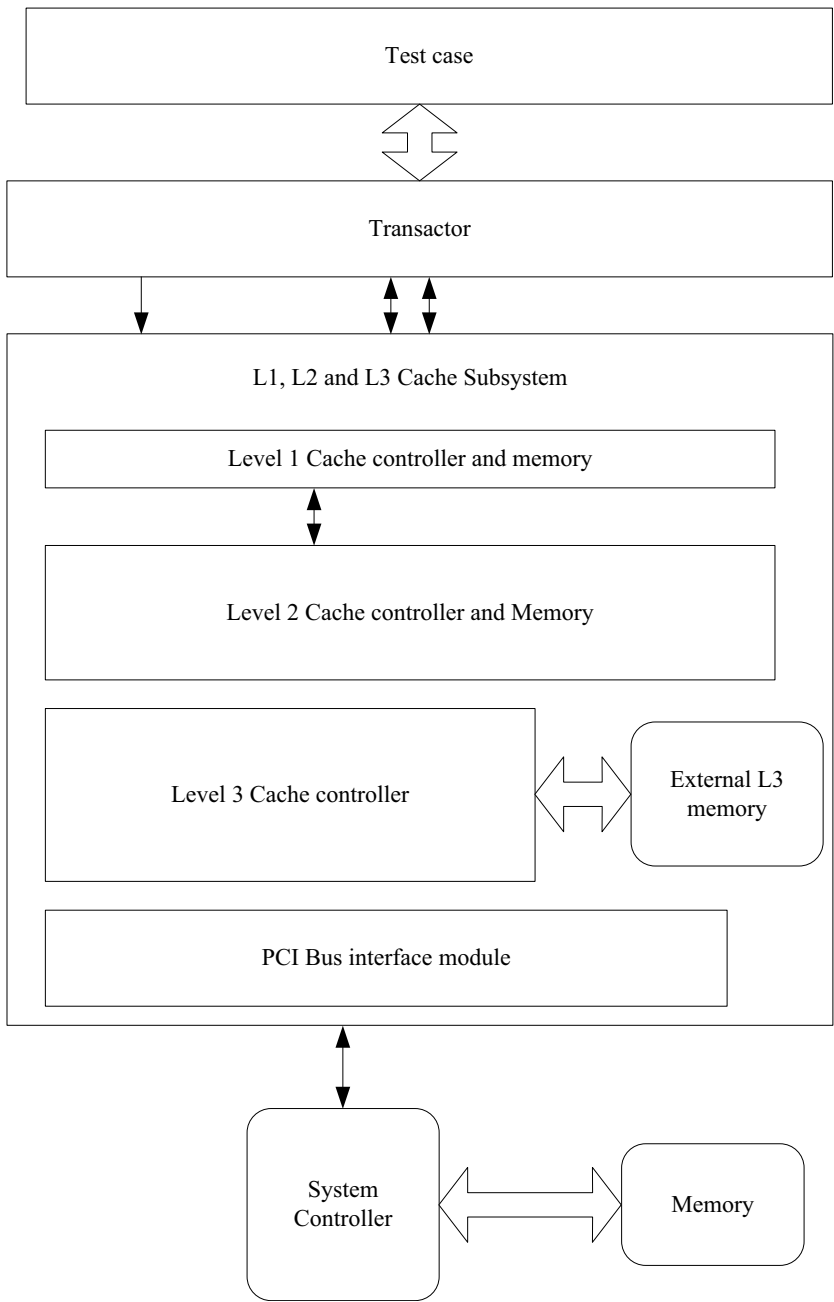 Test case
Transactor
L1, L2 and L3 Cache Subsystem
Level 1 Cache controller and memory
Level 2 Cache controller and Memory
Level 3 Cache controller
External L3
memory
PCI Bus interface module
System
Controller
Memory